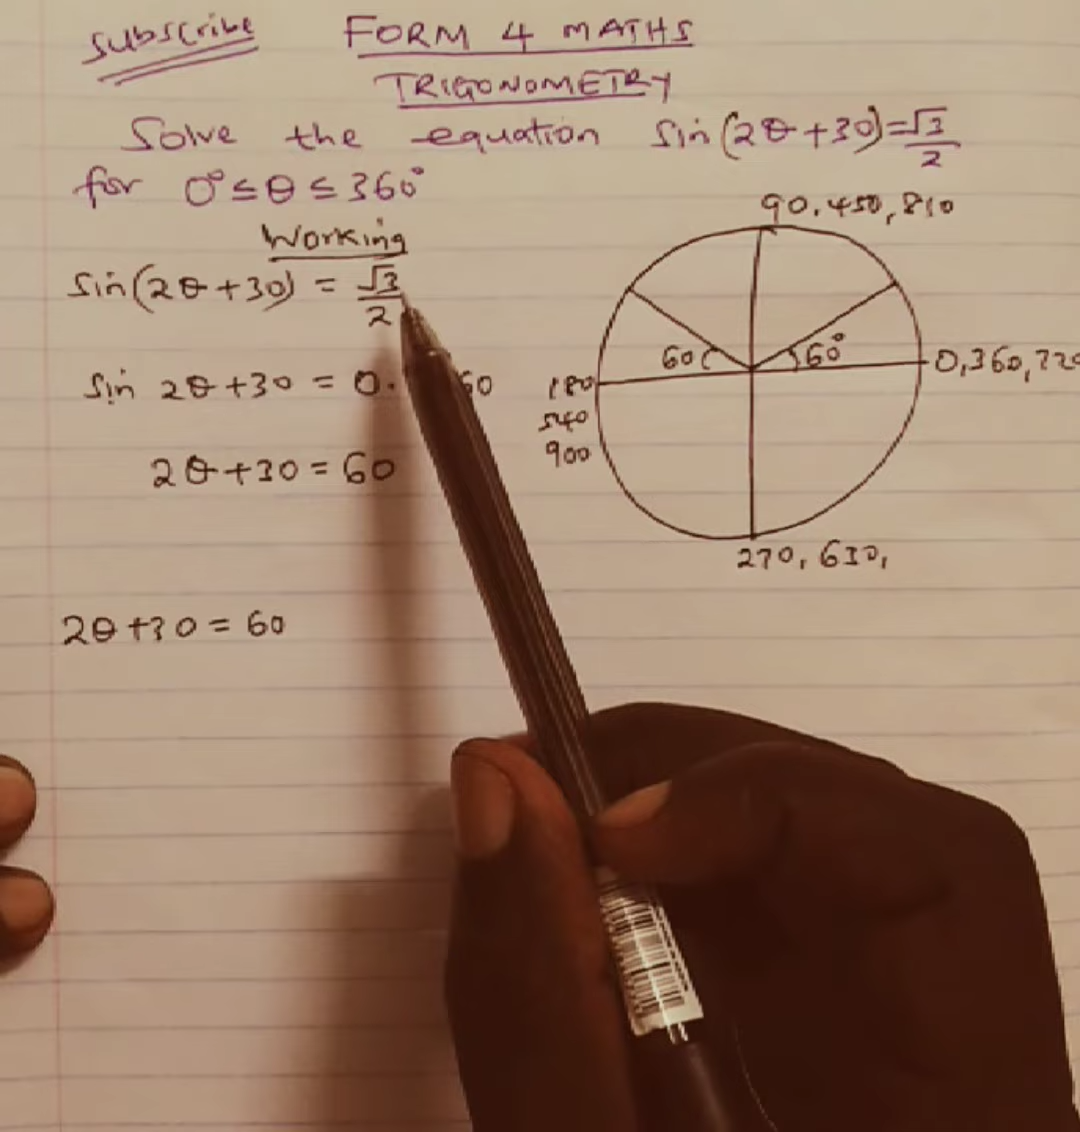 Subscribe FORM 4 MATHS
TRIGONOMETRY
Solve the equation Sin(2θ+30)=√3/2
for 0°≤θ≤360°
Working
Sin(2θ+30) = √3/2
Sin 2θ+30 = 0. 60
2θ+30 = 60
2θ+30 = 60
90, 450, 810
60 60°
0, 360, 720
180
540
900
270, 630,